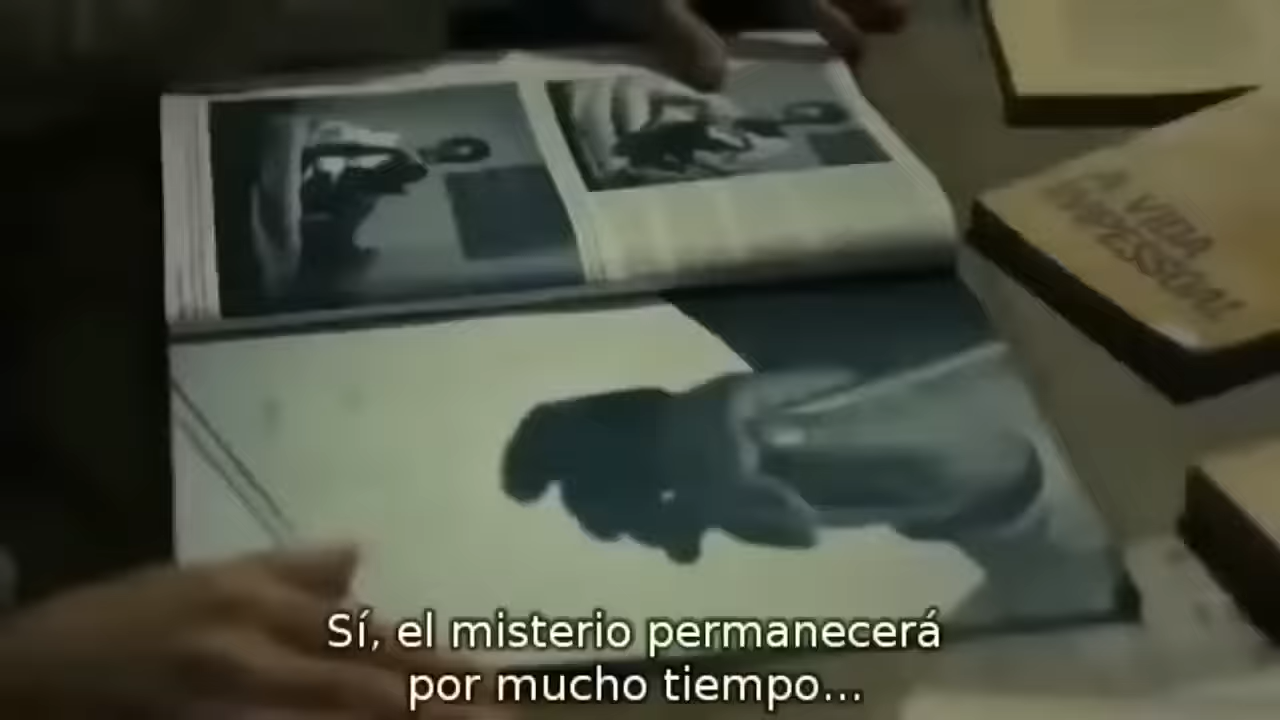 A VIDA
IMPESSOAL
Sí, el misterio permanecerá
por mucho tiempo...